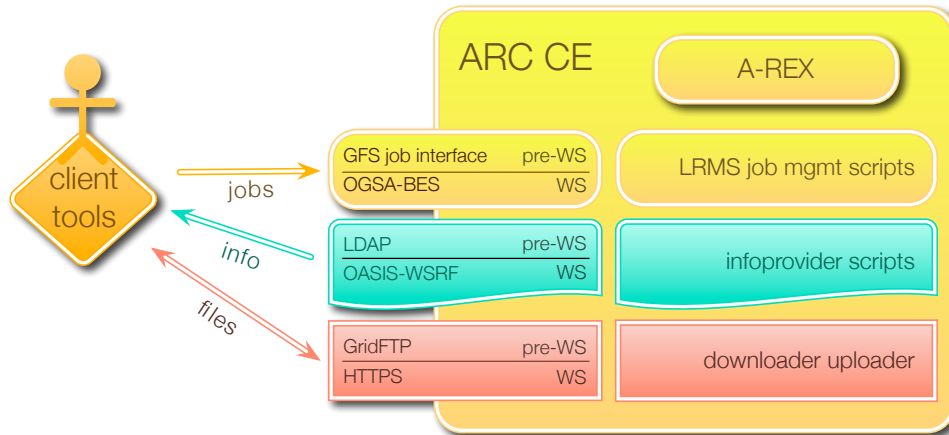 ARC CE
A-REX
client
tools
jobs
info
files
GFS job interface pre-WS
OGSA-BES WS
LRMS job mgmt scripts
LDAP pre-WS
OASIS-WSRF WS
infoprovider scripts
GridFTP pre-WS
HTTPS WS
downloader uploader